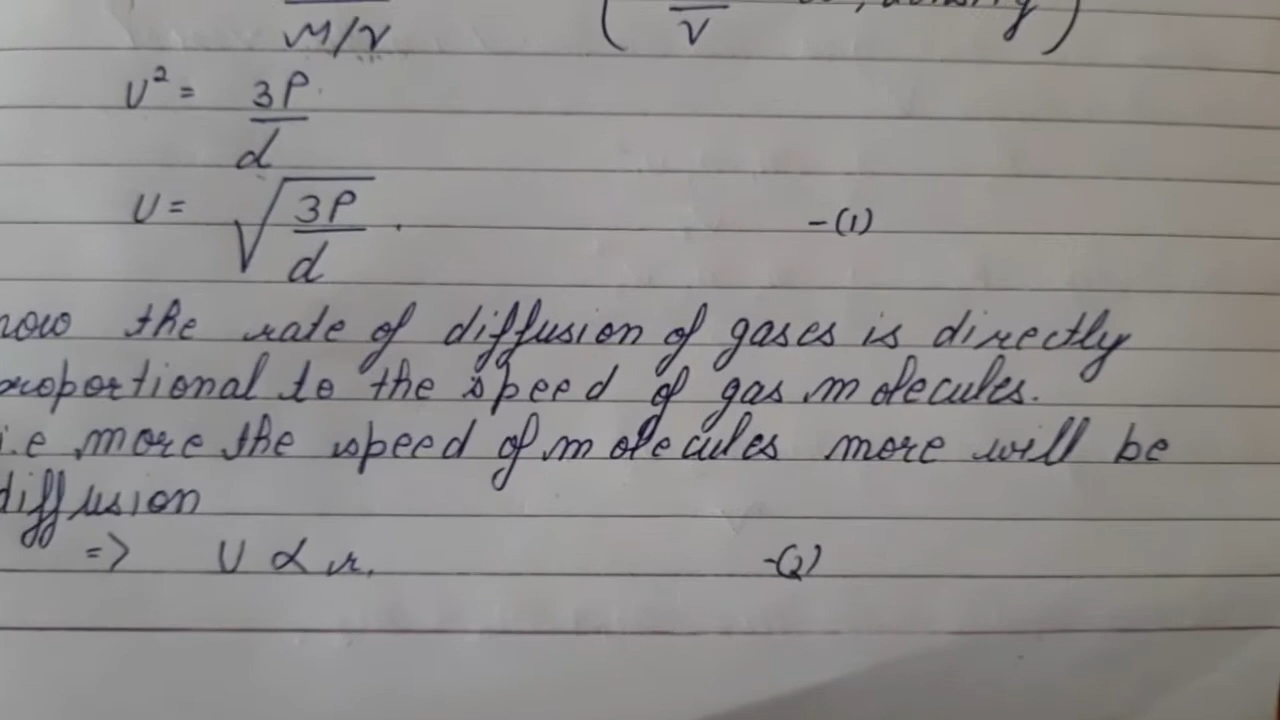 M/V ( V
U² = 3P
d
U = √3P -(1)
d
now the rate of diffusion of gases is directly
proportional to the speed of gas molecules.
i.e more the speed of molecules more will be
diffusion
=> U ∝ r. -(2)